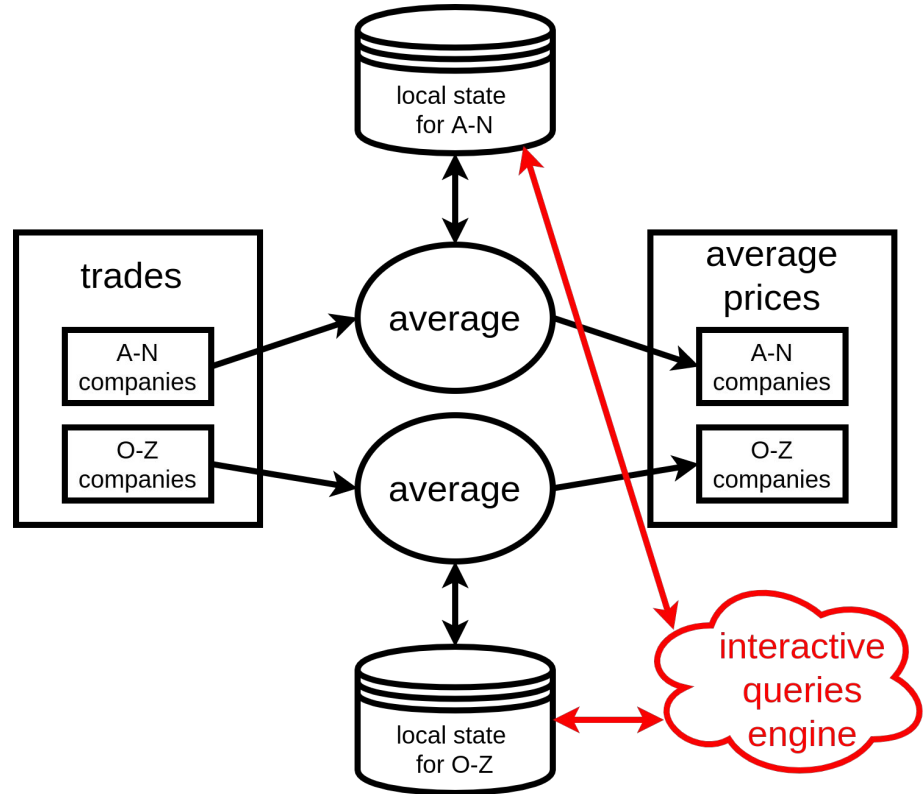 local state
for A-N
trades
A-N
companies
O-Z
companies
average
average
average
prices
A-N
companies
O-Z
companies
local state
for O-Z
interactive
queries
engine